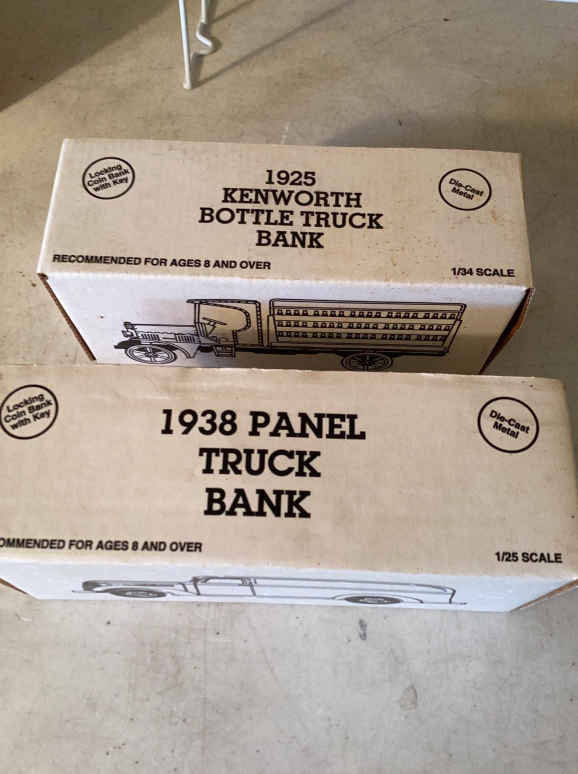 Locking
Coin Bank
with Key
1925
KENWORTH
BOTTLE TRUCK
BANK
Die-Cast
Metal
RECOMMENDED FOR AGES 8 AND OVER
1/34 SCALE
Locking
Coin Bank
with Key
1938 PANEL
TRUCK
BANK
Die-Cast
Metal
OMMENDED FOR AGES 8 AND OVER
1/25 SCALE